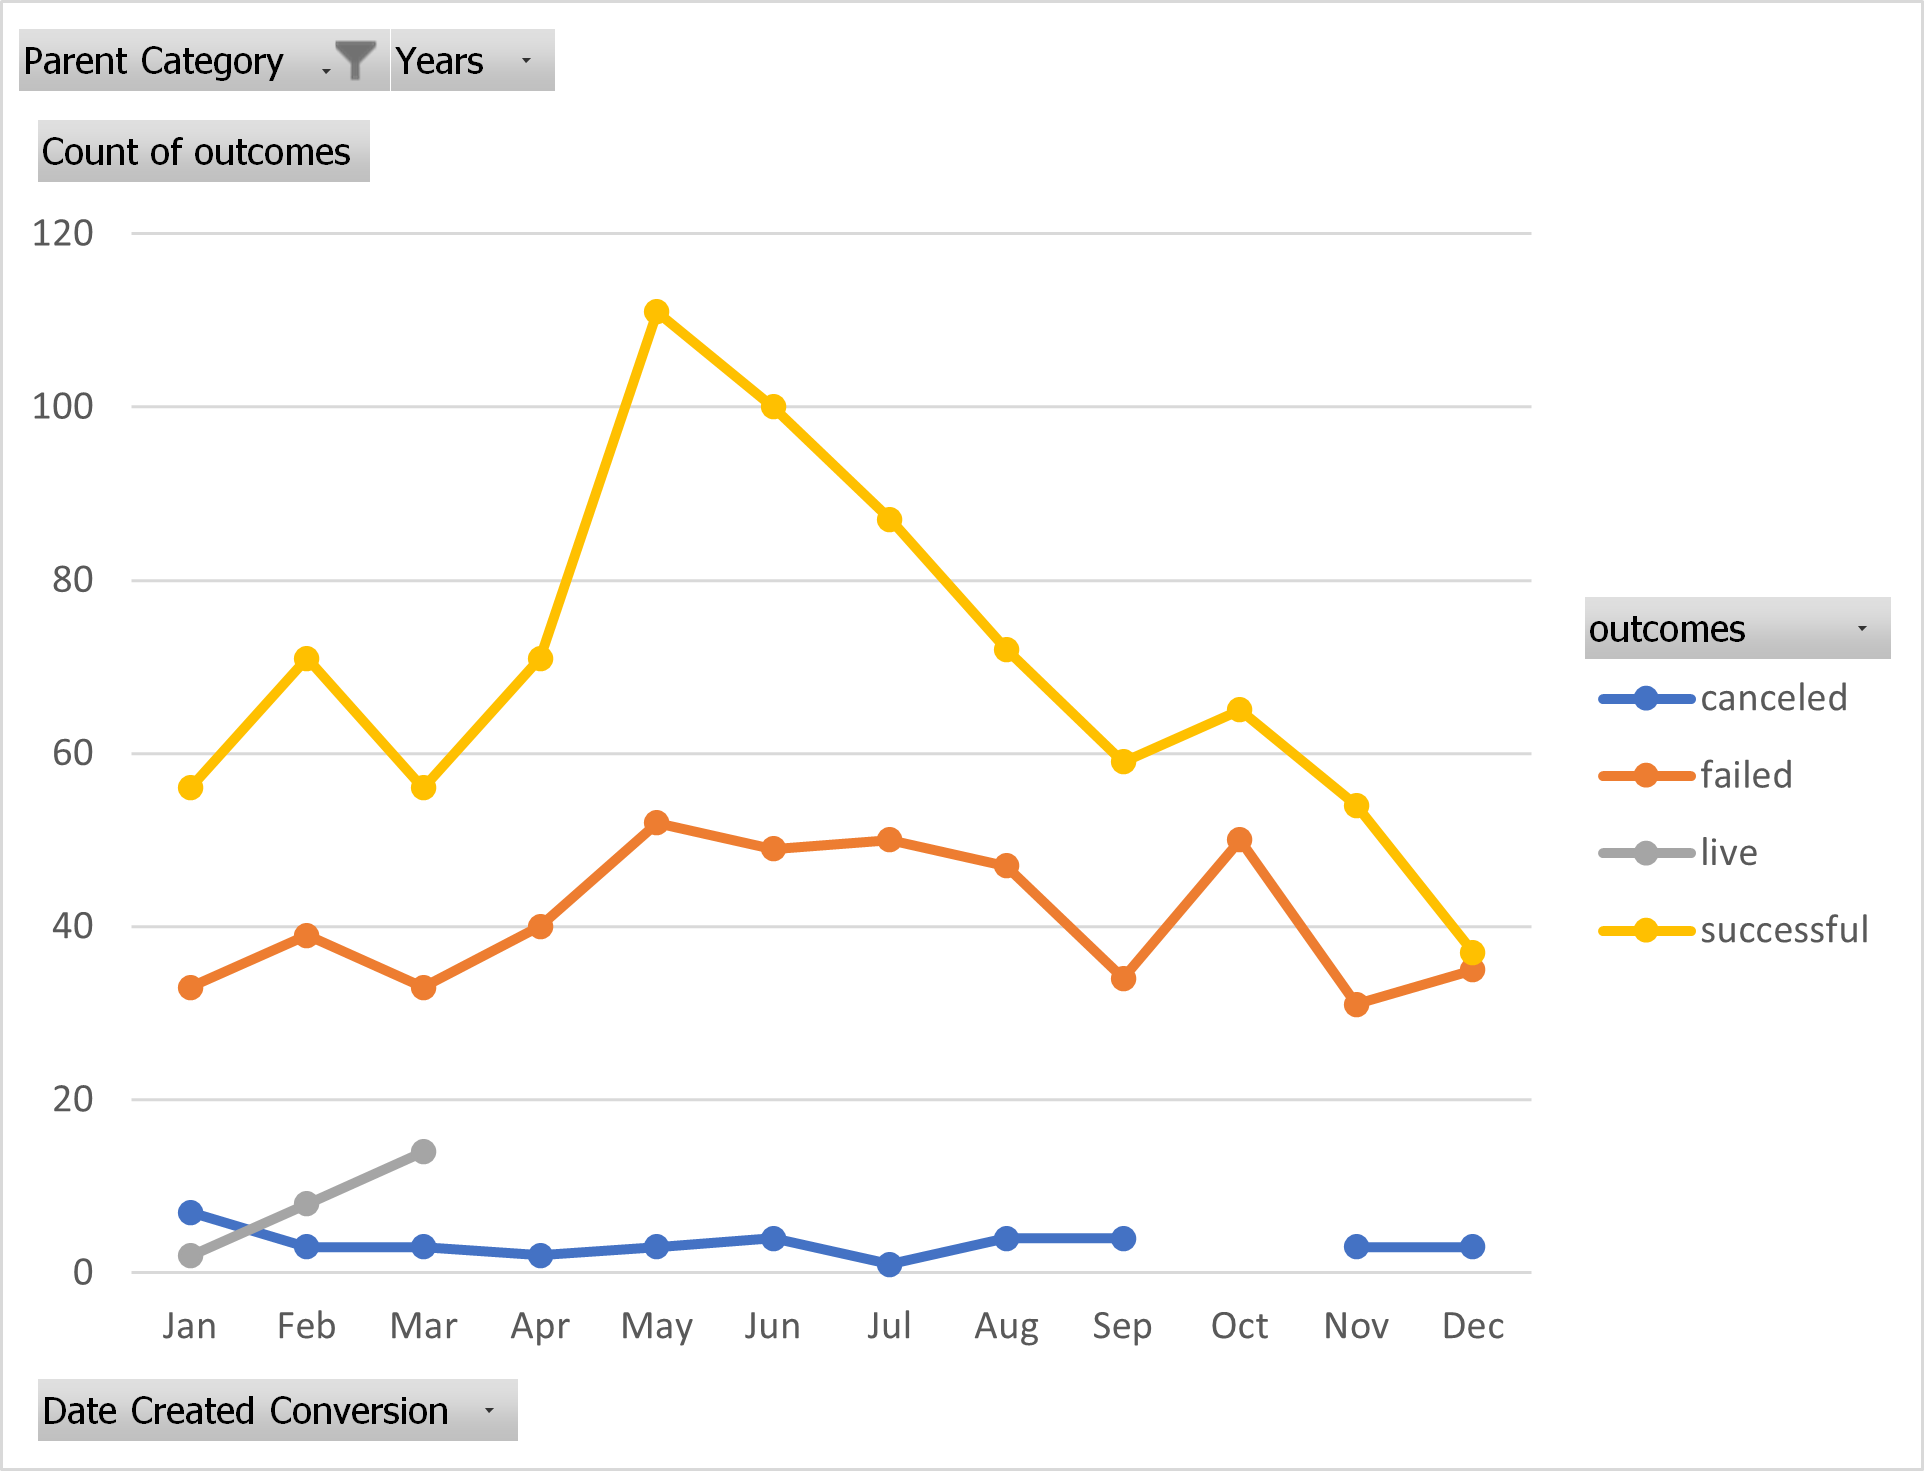 Parent Category Years
Count of outcomes
120
100
80
60
40
20
0
Jan Feb Mar Apr May Jun Jul Aug Sep Oct Nov Dec
Date Created Conversion
outcomes
canceled
failed
live
successful